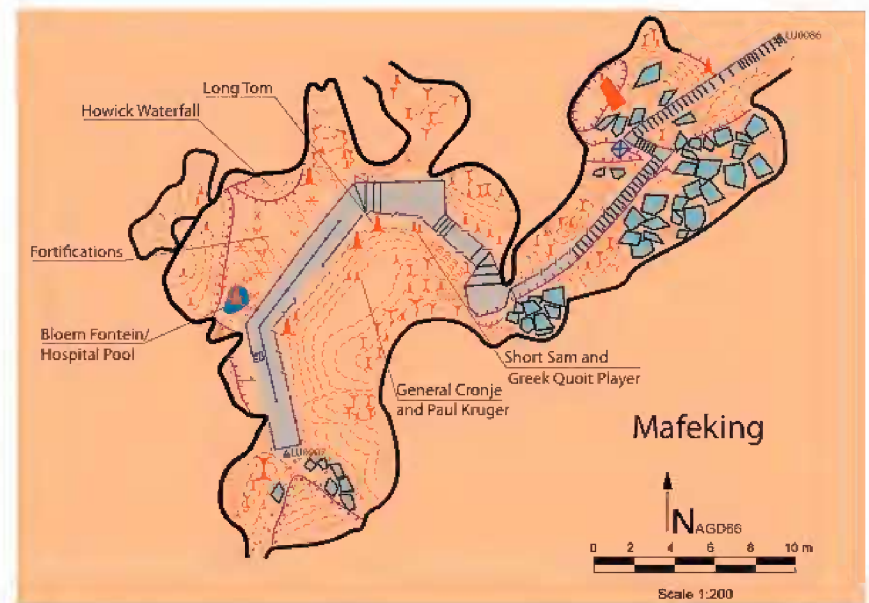 LU0086
Long Tom
Howick Waterfall
Fortifications
Bloem Fontein/
Hospital Pool
Short Sam and
Greek Quoit Player
General Cronje
and Paul Kruger
Mafeking
N AGD66
0 2 4 6 8 10 m
Scale 1:200